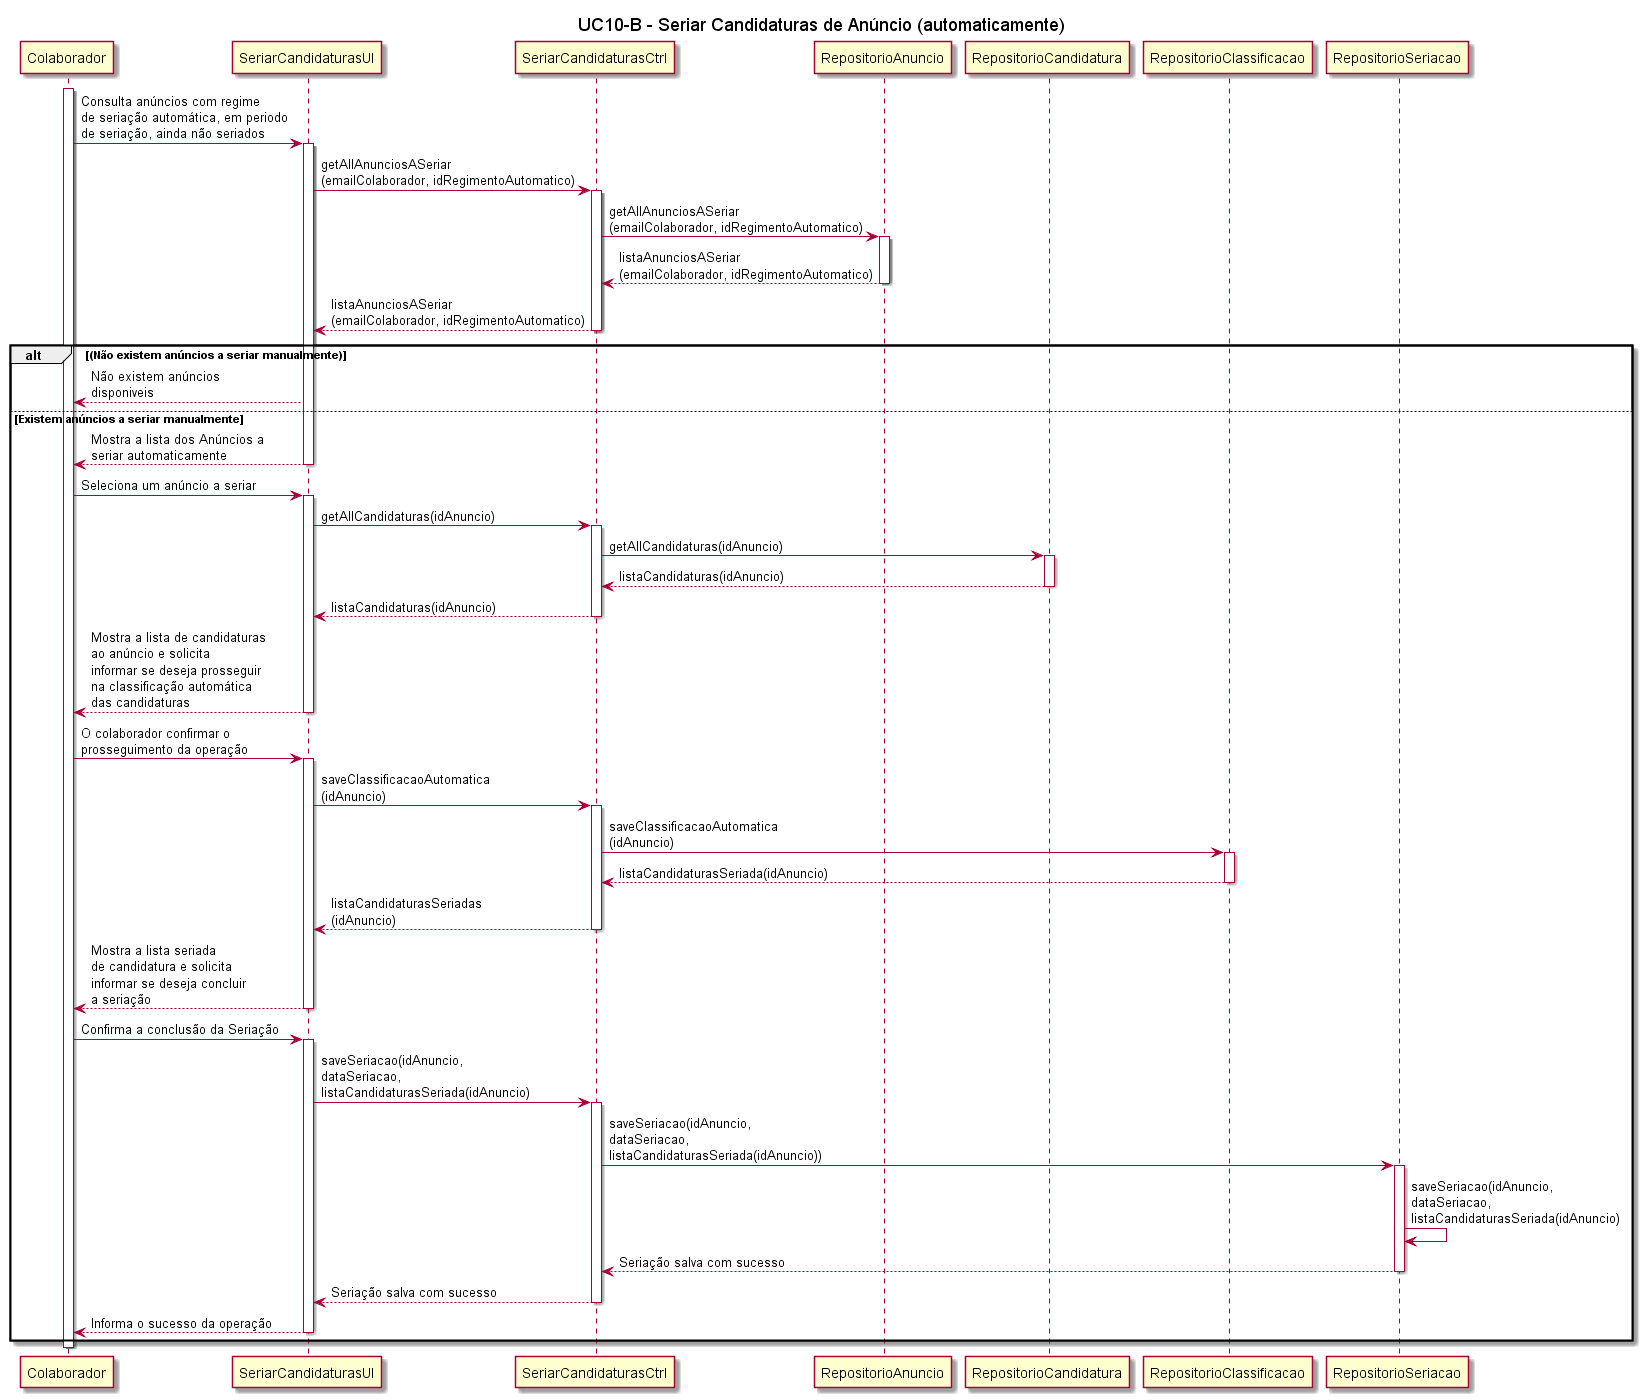 UC10-B - Seriar Candidaturas de Anúncio (automaticamente)
Colaborador
SeriarCandidaturasUI
SeriarCandidaturasCtrl
RepositorioAnuncio
RepositorioCandidatura
RepositorioClassificacao
RepositorioSeriacao
Consulta anúncios com regime
de seriação automática, em periodo
de seriação, ainda não seriados
getAllAnunciosASeriar
(emailColaborador, idRegimentoAutomatico)
getAllAnunciosASeriar
(emailColaborador, idRegimentoAutomatico)
listaAnunciosASeriar
(emailColaborador, idRegimentoAutomatico)
listaAnunciosASeriar
(emailColaborador, idRegimentoAutomatico)
alt
[(Não existem anúncios a seriar manualmente)]
Não existem anúncios
disponiveis
[Existem anúncios a seriar manualmente]
Mostra a lista dos Anúncios a
seriar automaticamente
Seleciona um anúncio a seriar
getAllCandidaturas(idAnuncio)
getAllCandidaturas(idAnuncio)
listaCandidaturas(idAnuncio)
listaCandidaturas(idAnuncio)
Mostra a lista de candidaturas
ao anúncio e solicita
informar se deseja prosseguir
na classificação automática
das candidaturas
O colaborador confirmar o
prosseguimento da operação
saveClassificacaoAutomatica
(idAnuncio)
saveClassificacaoAutomatica
(idAnuncio)
listaCandidaturasSeriada(idAnuncio)
listaCandidaturasSeriadas
(idAnuncio)
Mostra a lista seriada
de candidatura e solicita
informar se deseja concluir
a seriação
Confirma a conclusão da Seriação
saveSeriacao(idAnuncio,
dataSeriacao,
listaCandidaturasSeriada(idAnuncio)
saveSeriacao(idAnuncio,
dataSeriacao,
listaCandidaturasSeriada(idAnuncio))
saveSeriacao(idAnuncio,
dataSeriacao,
listaCandidaturasSeriada(idAnuncio)
Seriação salva com sucesso
Seriação salva com sucesso
Informa o sucesso da operação
Colaborador
SeriarCandidaturasUI
SeriarCandidaturasCtrl
RepositorioAnuncio
RepositorioCandidatura
RepositorioClassificacao
RepositorioSeriacao